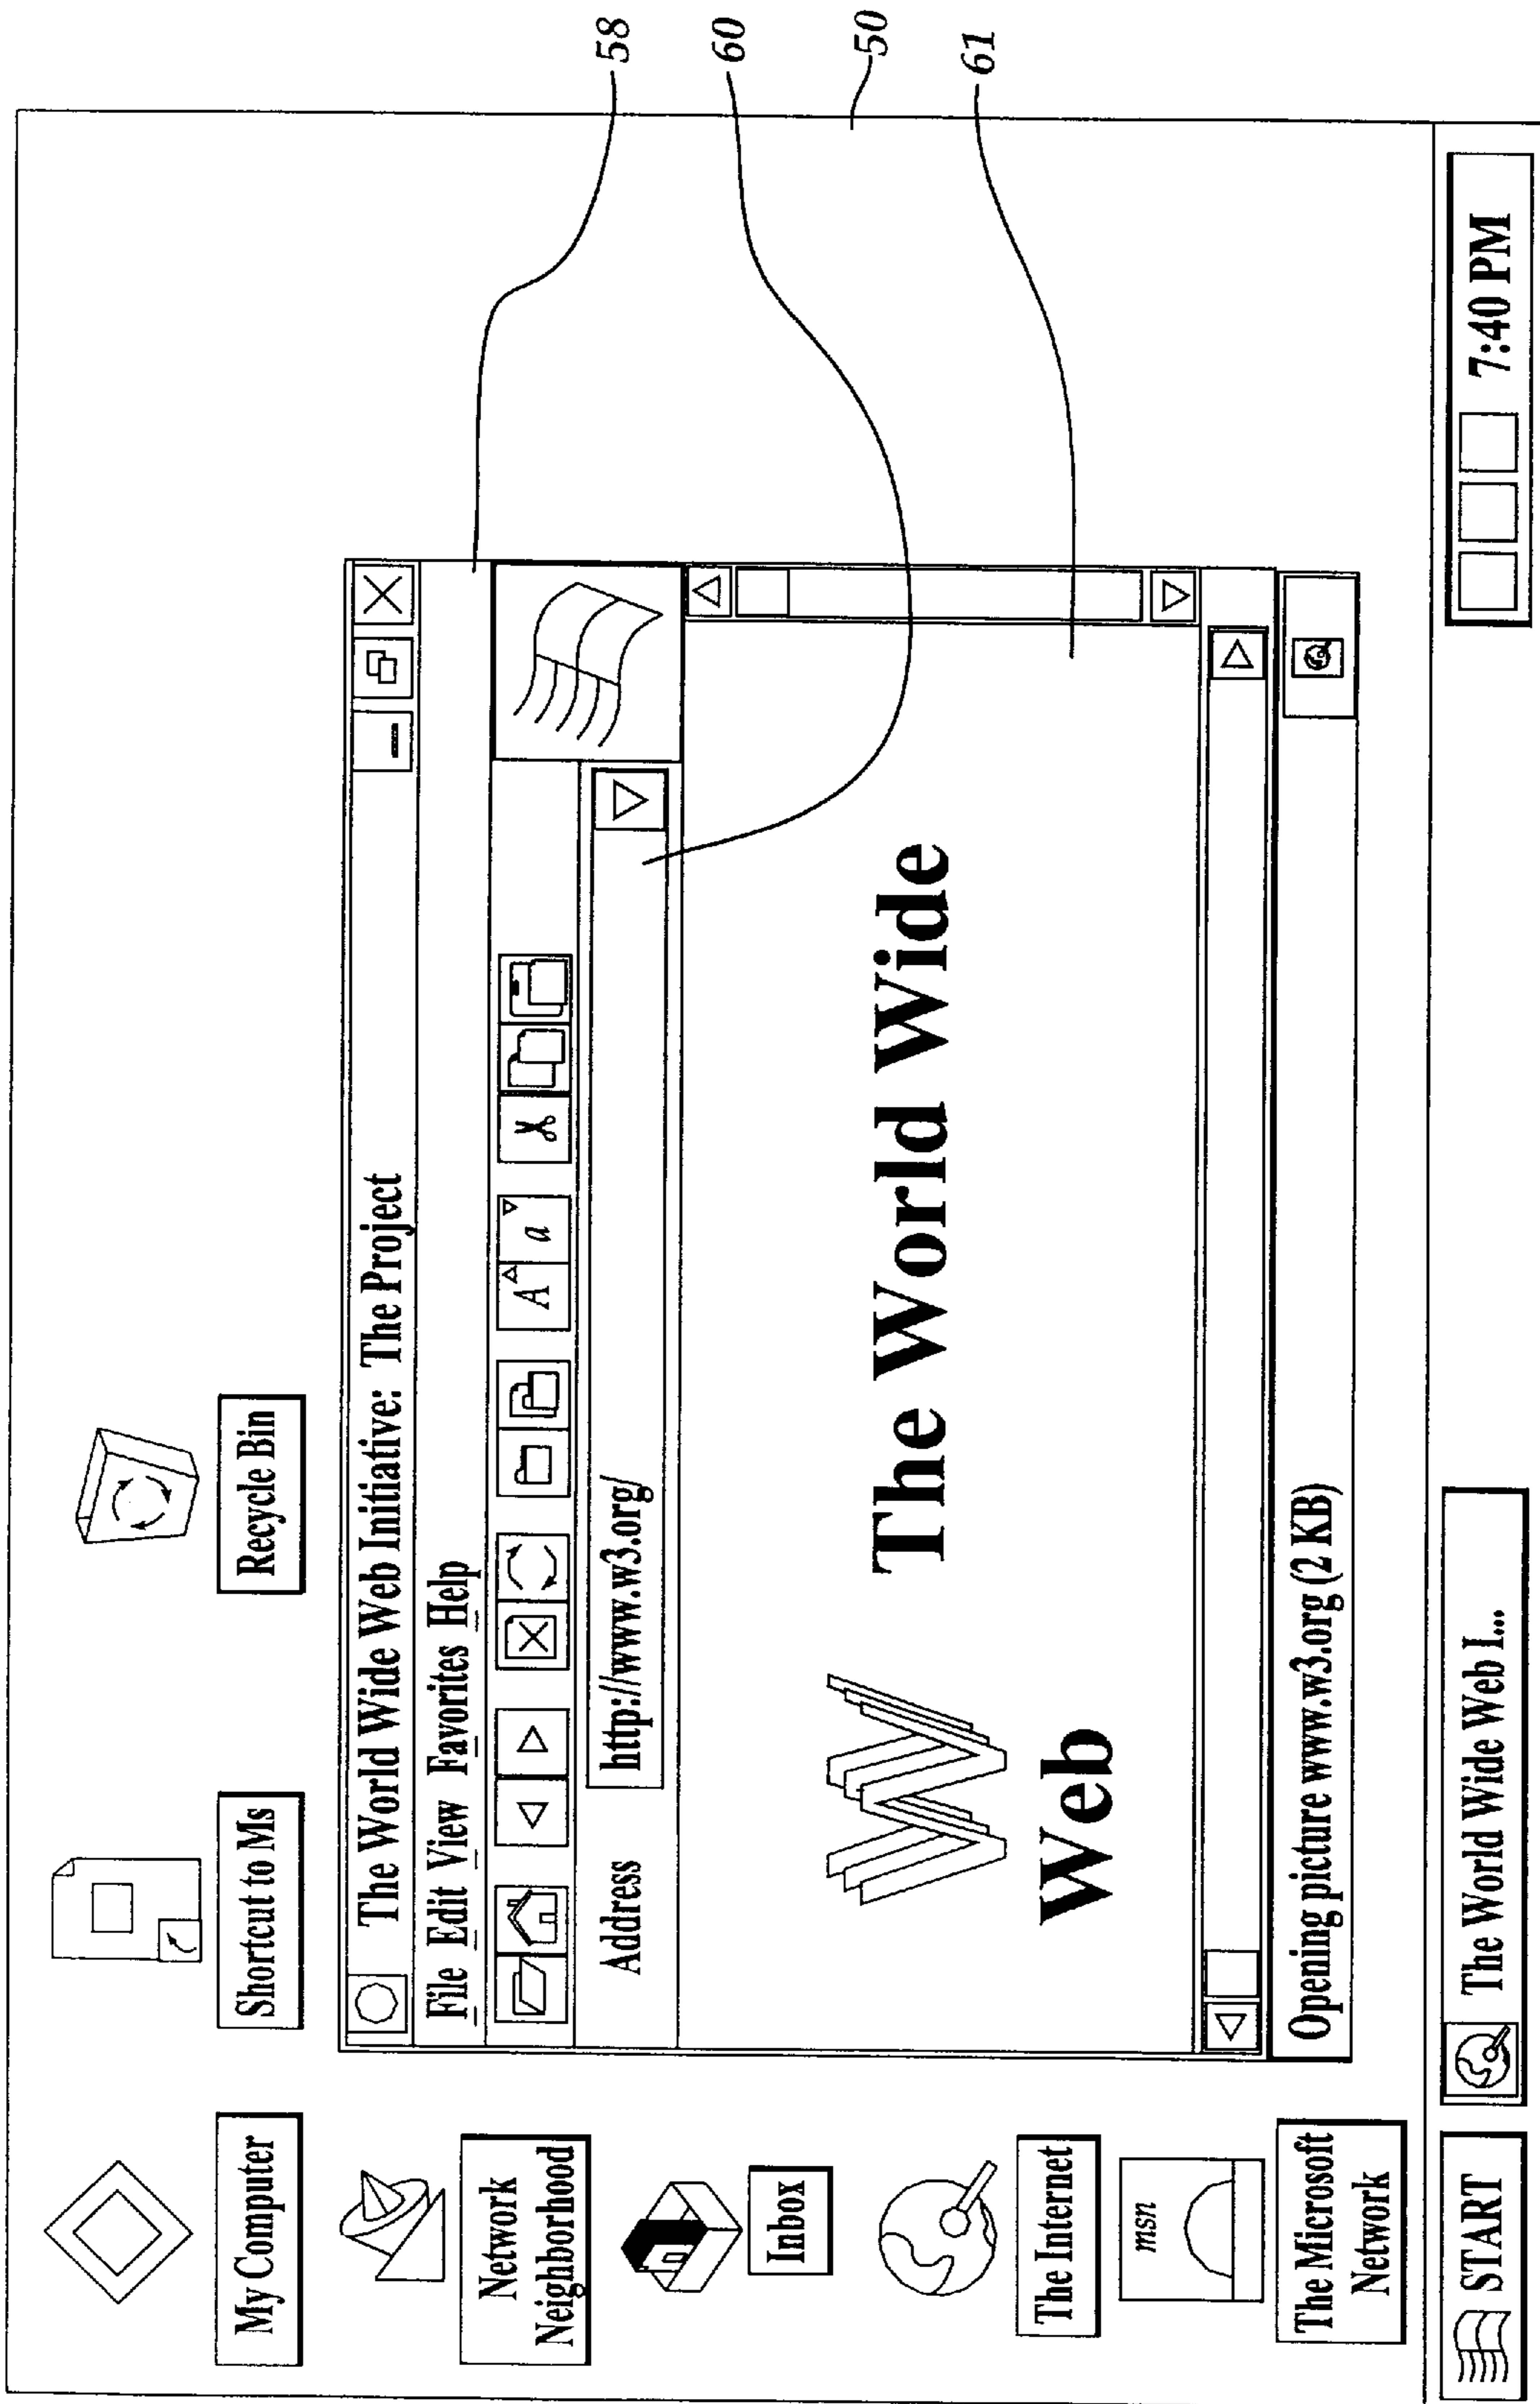 My Computer
Shortcut to Ms
Recycle Bin
Network
Neighborhood
Inbox
The Internet
msn
The Microsoft
Network
The World Wide Web Initiative: The Project
File Edit View Favorites Help
A a
Address http://www.w3.org/
W The World Wide
Web
Opening picture www.w3.org (2 KB)
START
The World Wide Web I...
7:40 PM
58
60
50
61